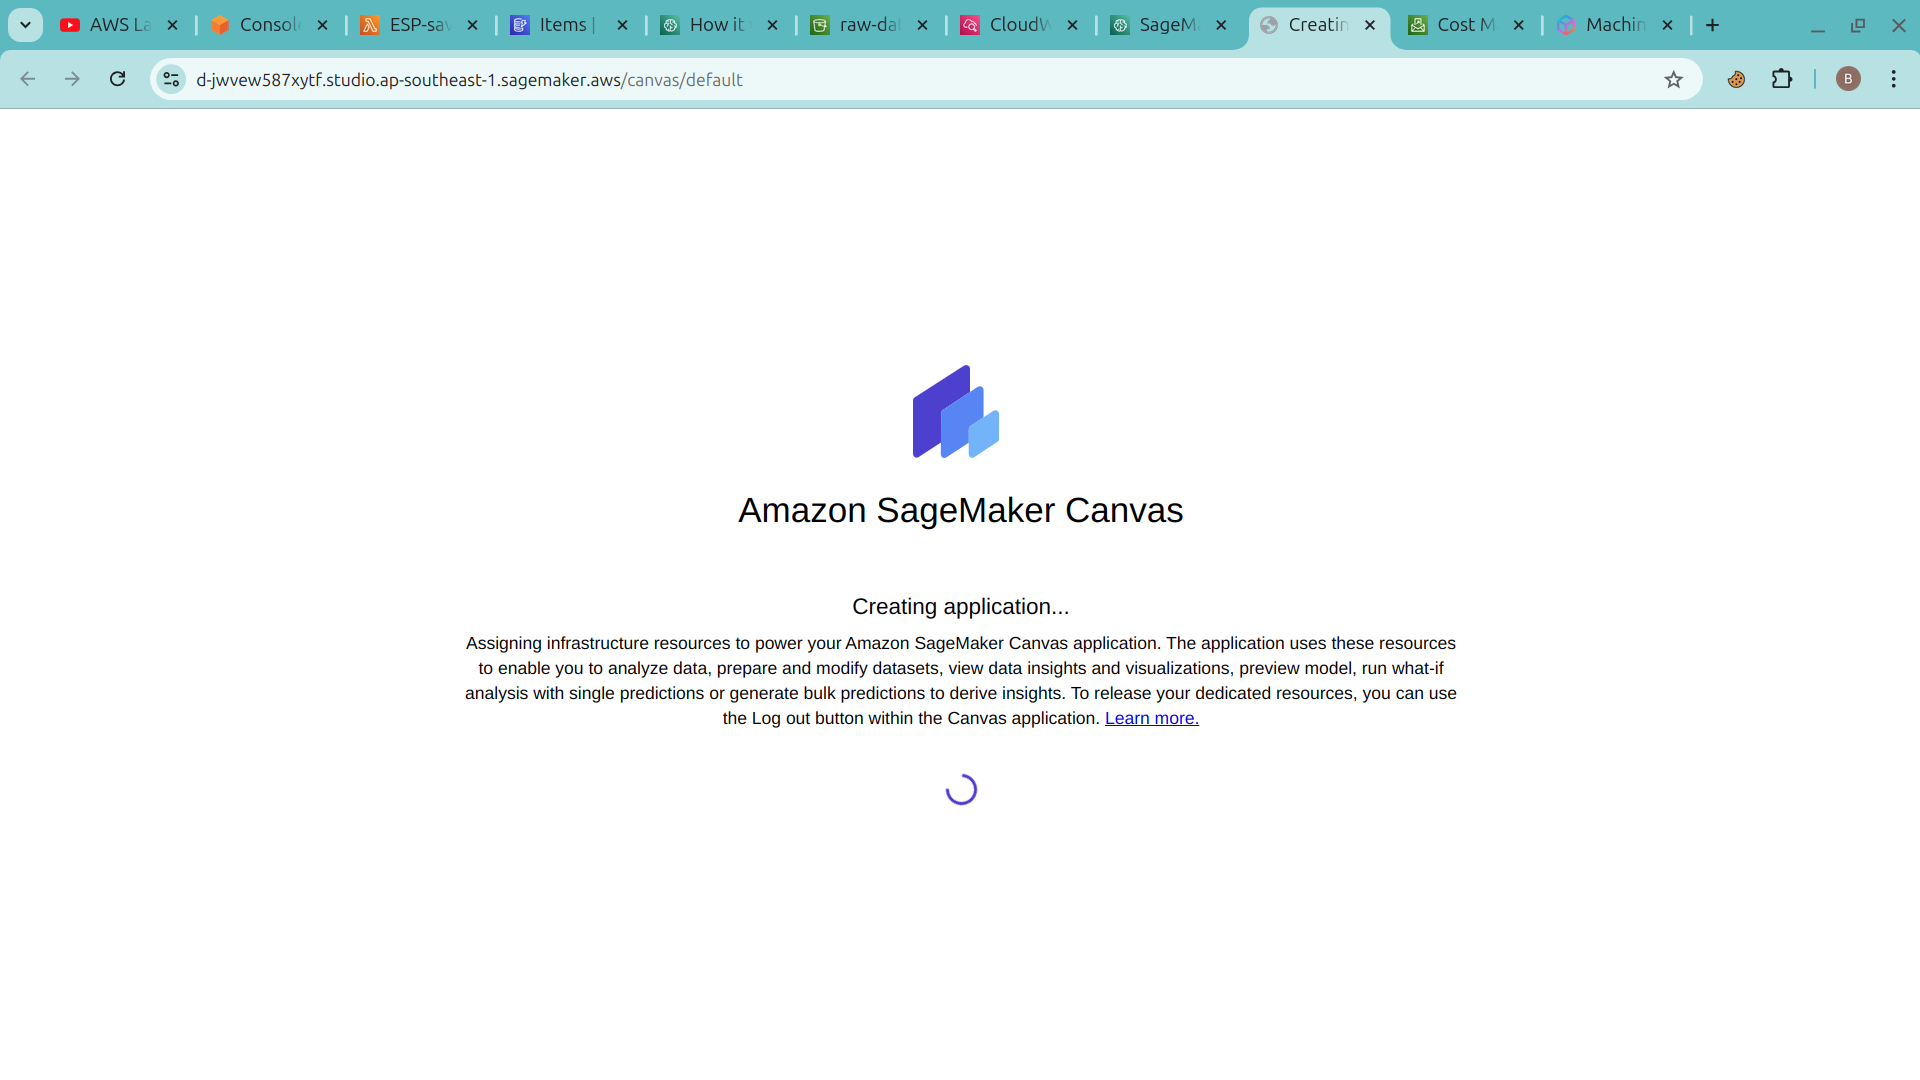 AWS La
Consol
ESP-sav
Items |
How it
raw-dat
CloudW
SageMa
Creatin
Cost M
Machin
d-jwvew587xytf.studio.ap-southeast-1.sagemaker.aws/canvas/default
B
Amazon SageMaker Canvas
Creating application...
Assigning infrastructure resources to power your Amazon SageMaker Canvas application. The application uses these resources
to enable you to analyze data, prepare and modify datasets, view data insights and visualizations, preview model, run what-if
analysis with single predictions or generate bulk predictions to derive insights. To release your dedicated resources, you can use
the Log out button within the Canvas application. Learn more.